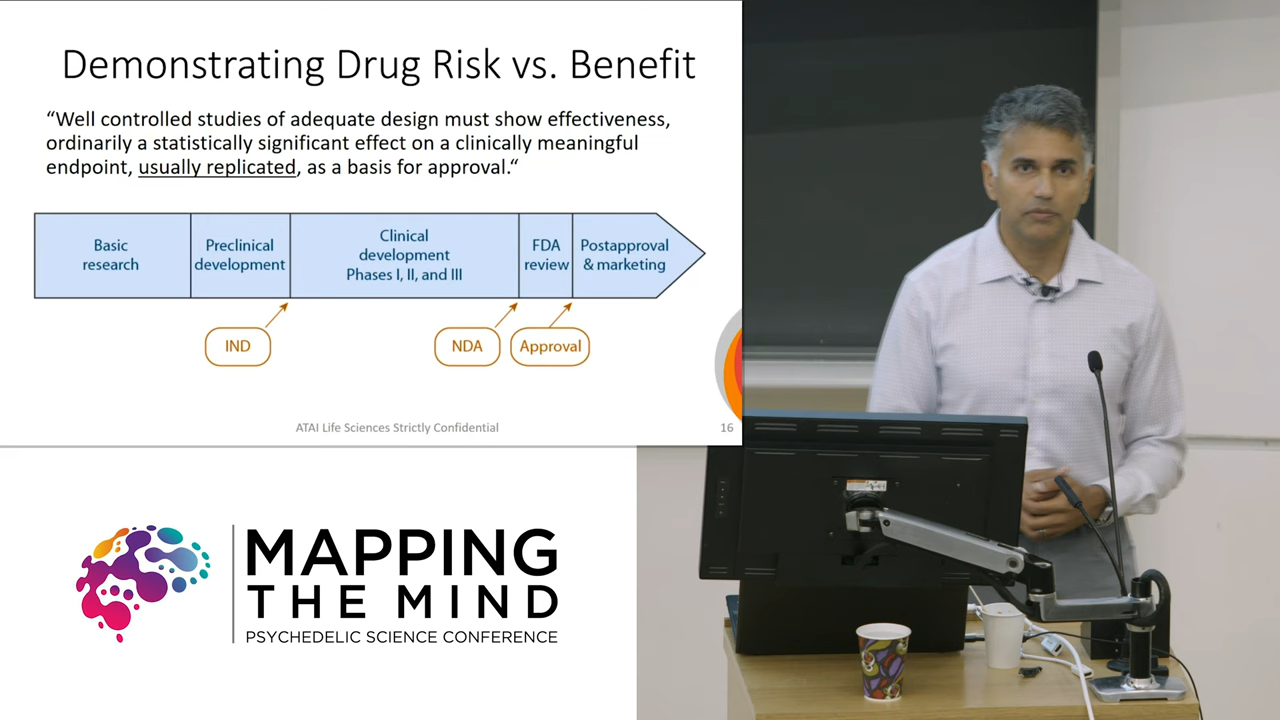 Demonstrating Drug Risk vs. Benefit
“Well controlled studies of adequate design must show effectiveness,
ordinarily a statistically significant effect on a clinically meaningful
endpoint, usually replicated, as a basis for approval.“
Basic
research
Preclinical
development
Clinical
development
Phases I, II, and III
FDA
review
Postapproval
& marketing
IND
NDA
Approval
ATAI Life Sciences Strictly Confidential
16
MAPPING
THE MIND
PSYCHEDELIC SCIENCE CONFERENCE